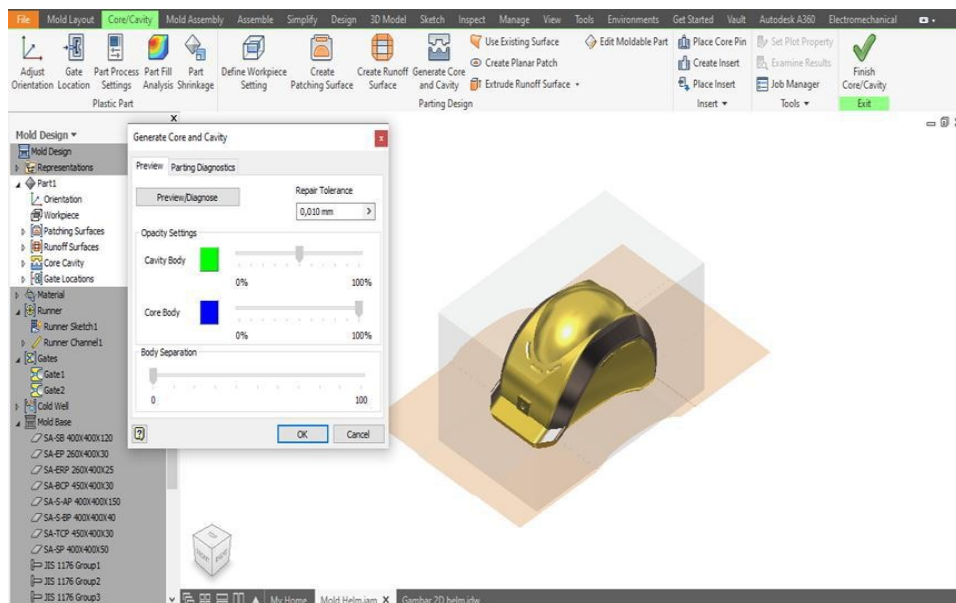 File Mold Layout Core/Cavity Mold Assembly Assemble Simplify Design 3D Model Sketch Inspect Manage View Tools Environments Get Started Vault Autodesk A360 Electromechanical
Adjust Orientation
Gate Location
Part Process Settings
Part Fill Analysis
Part Shrinkage
Define Workpiece Setting
Create Patching Surface
Create Runoff Surface
Generate Core and Cavity
Use Existing Surface
Create Planar Patch
Extrude Runoff Surface
Edit Moldable Part
Place Core Pin
Create Insert
Place Insert
Set Plot Property
Examine Results
Job Manager
Finish Core/Cavity
Plastic Part Parting Design Insert Tools Exit
X
Mold Design
Mold Design
Representations
Part1
Orientation
Workpiece
Patching Surfaces
Runoff Surfaces
Core Cavity
Gate Locations
Material
Runner
Runner Sketch1
Runner Channel1
Gates
Gate1
Gate2
Cold Well
Mold Base
SA-SB 400X400X120
SA-EP 260X400X30
SA-ERP 260X400X25
SA-BCP 450X400X30
SA-S-AP 400X400X150
SA-S-BP 400X400X40
SA-TCP 450X400X30
SA-SP 400X400X50
JIS 1176 Group1
JIS 1176 Group2
JIS 1176 Group3
Generate Core and Cavity x
Preview Parting Diagnostics
Preview/Diagnose
Repair Tolerance
0,010 mm >
Opacity Settings
Cavity Body
0% 100%
Core Body
0% 100%
Body Separation
0 100
? OK Cancel
TOP
My Home Mold Helm.iam X Gambar 2D helm.idw